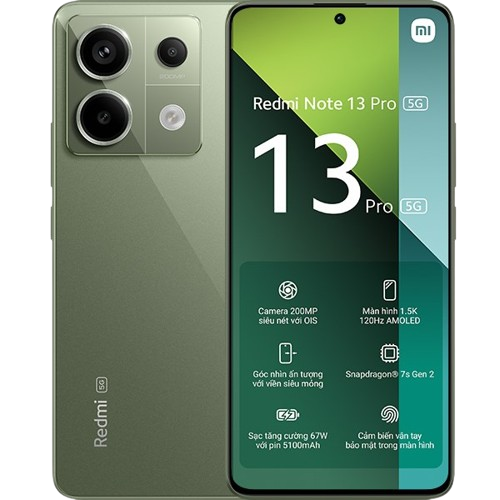 200MP
mi
Redmi Note 13 Pro 5G
13 Pro 5G
Camera 200MP
siêu nét với OIS
Màn hình 1.5K
120Hz AMOLED
Góc nhìn ấn tượng
với viền siêu mỏng
Snapdragon® 7s Gen 2
Sạc tăng cường 67W
với pin 5100mAh
Cảm biến vân tay
bảo mật trong màn hình
Redmi 5G